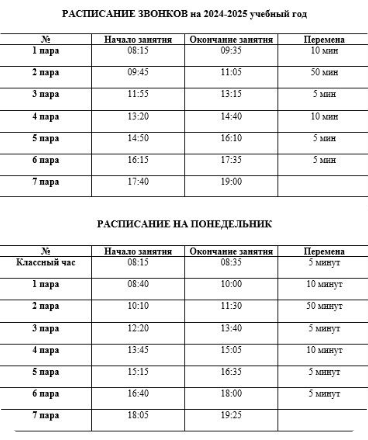 РАСПИСАНИЕ ЗВОНКОВ на 2024-2025 учебный год
№ Начало занятия Окончание занятия Перемена
1 пара 08:15 09:35 10 мин
2 пара 09:45 11:05 50 мин
3 пара 11:55 13:15 5 мин
4 пара 13:20 14:40 10 мин
5 пара 14:50 16:10 5 мин
6 пара 16:15 17:35 5 мин
7 пара 17:40 19:00
РАСПИСАНИЕ НА ПОНЕДЕЛЬНИК
№ Начало занятия Окончание занятия Перемена
Классный час 08:15 08:35 5 минут
1 пара 08:40 10:00 10 минут
2 пара 10:10 11:30 50 минут
3 пара 12:20 13:40 5 минут
4 пара 13:45 15:05 10 минут
5 пара 15:15 16:35 5 минут
6 пара 16:40 18:00 5 минут
7 пара 18:05 19:25